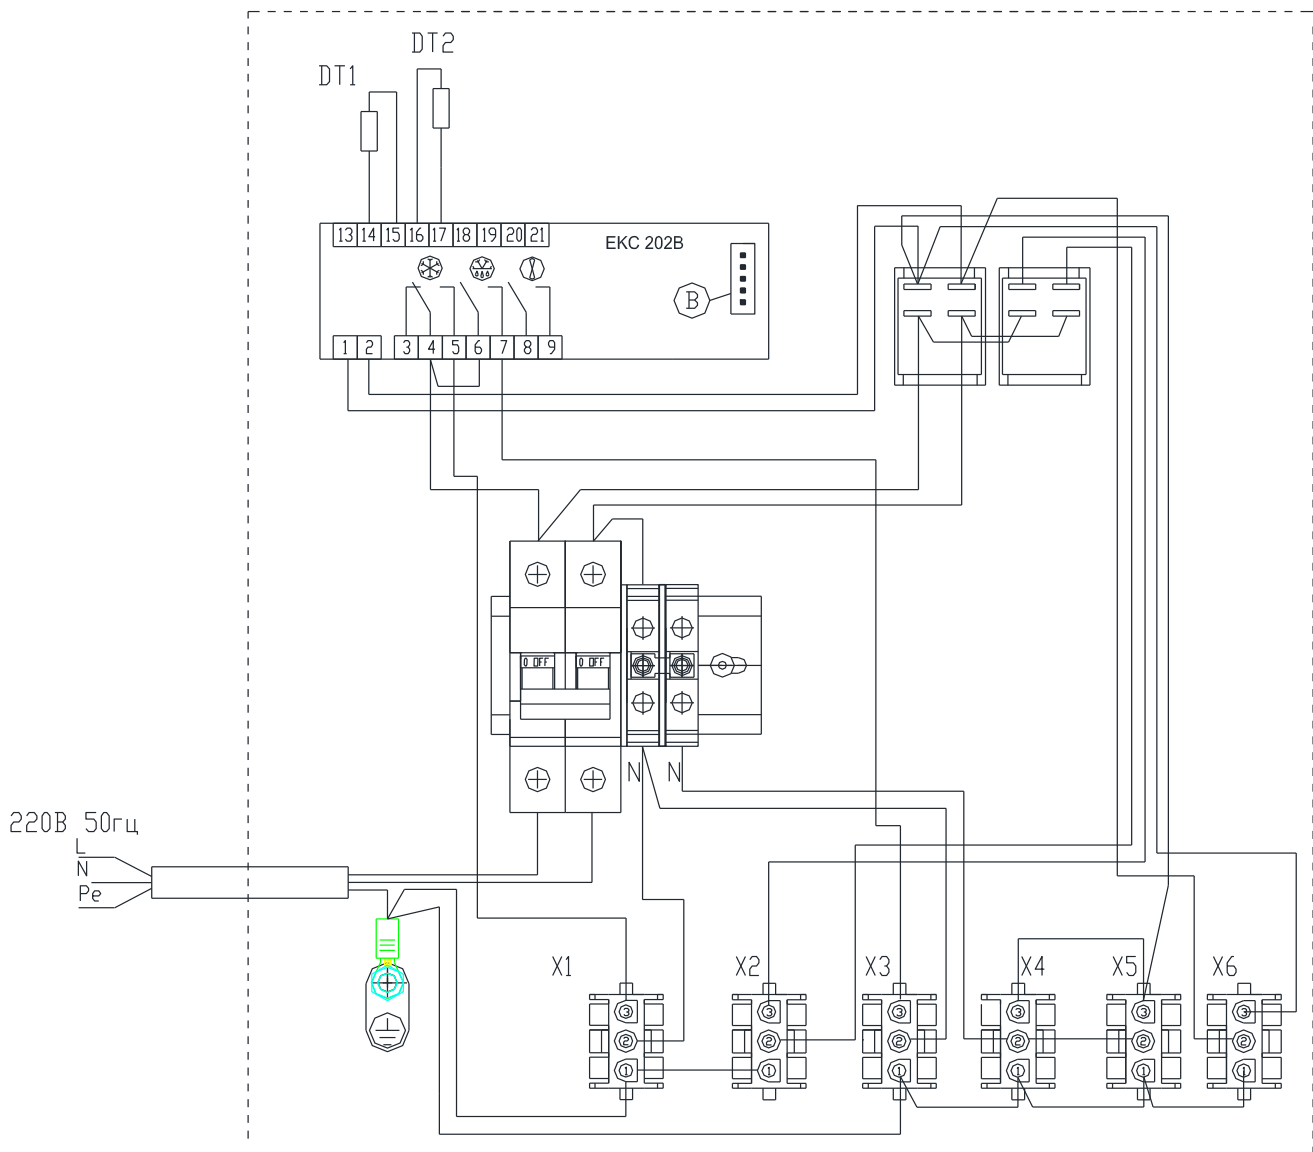 DT2
DT1
13 14 15 16 17 18 19 20 21
EKC 202B
B
1 2 3 4 5 6 7 8 9
0 OFF 0 OFF
N N
220В 50гц
L
N
Pe
X1 X2 X3 X4 X5 X6
3 3 3 3 3 3
2 2 2 2 2 2
1 1 1 1 1 1